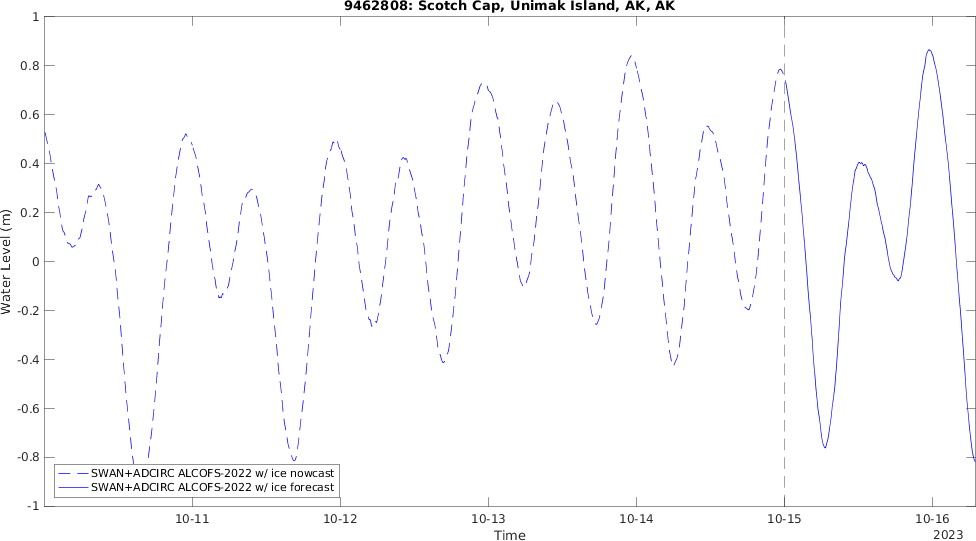 9462808: Scotch Cap, Unimak Island, AK, AK
1
0.8
0.6
0.4
0.2
0
-0.2
-0.4
-0.6
-0.8
-1
Water Level (m)
SWAN+ADCIRC ALCOFS-2022 w/ ice nowcast
SWAN+ADCIRC ALCOFS-2022 w/ ice forecast
10-11 10-12 10-13 10-14 10-15 10-16
Time
2023